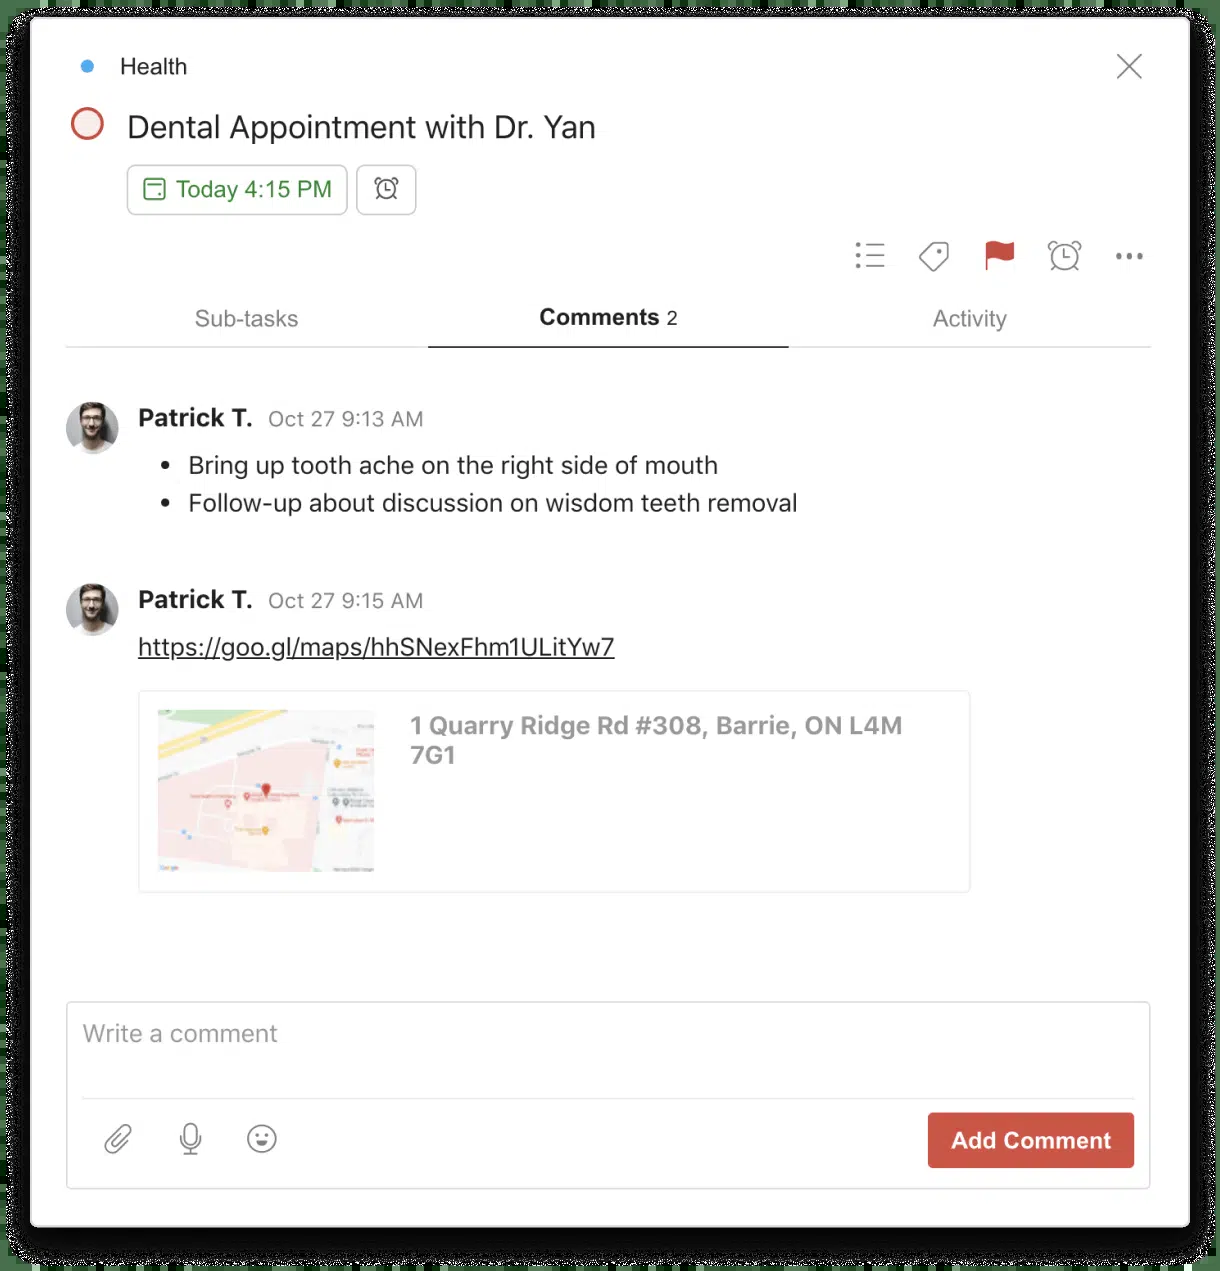 Health
Dental Appointment with Dr. Yan
Today 4:15 PM
Sub-tasks
Comments 2
Activity
Patrick T. Oct 27 9:13 AM
• Bring up tooth ache on the right side of mouth
• Follow-up about discussion on wisdom teeth removal
Patrick T. Oct 27 9:15 AM
https://goo.gl/maps/hhSNexFhm1ULitYw7
1 Quarry Ridge Rd #308, Barrie, ON L4M
7G1
Google
Write a comment
Add Comment